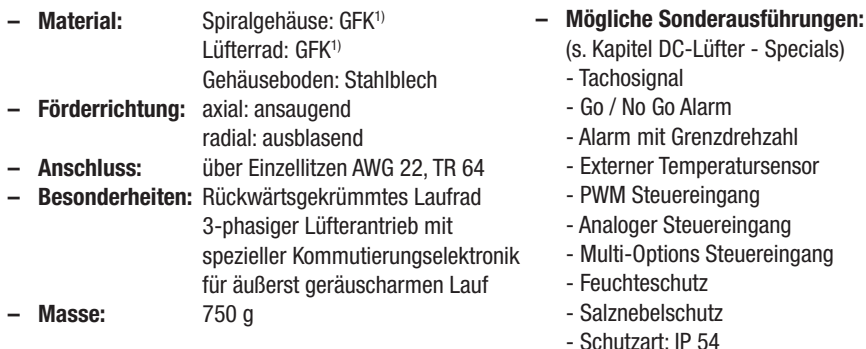 – Material: Spiralgehäuse: GFK1)
Lüfterrad: GFK1)
Gehäuseboden: Stahlblech
– Förderrichtung: axial: ansaugend
radial: ausblasend
– Anschluss: über Einzellitzen AWG 22, TR 64
– Besonderheiten: Rückwärtsgekrümmtes Laufrad
3-phasiger Lüfterantrieb mit
spezieller Kommutierungselektronik
für äußerst geräuscharmen Lauf
– Masse: 750 g
– Mögliche Sonderausführungen:
(s. Kapitel DC-Lüfter - Specials)
- Tachosignal
- Go / No Go Alarm
- Alarm mit Grenzdrehzahl
- Externer Temperatursensor
- PWM Steuereingang
- Analoger Steuereingang
- Multi-Options Steuereingang
- Feuchteschutz
- Salznebelschutz
- Schutzart: IP 54